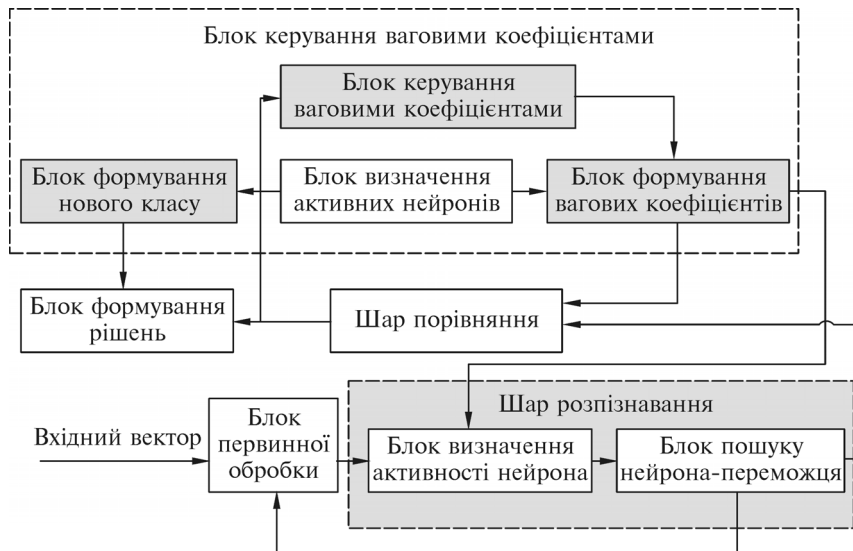 Блок керування ваговими коефіцієнтами
Блок керування
ваговими коефіцієнтами
Блок формування
нового класу
Блок визначення
активних нейронів
Блок формування
вагових коефіцієнтів
Блок формування
рішень
Шар порівняння
Шар розпізнавання
Вхідний вектор
Блок
первинної
обробки
Блок визначення
активності нейрона
Блок пошуку
нейрона-переможця